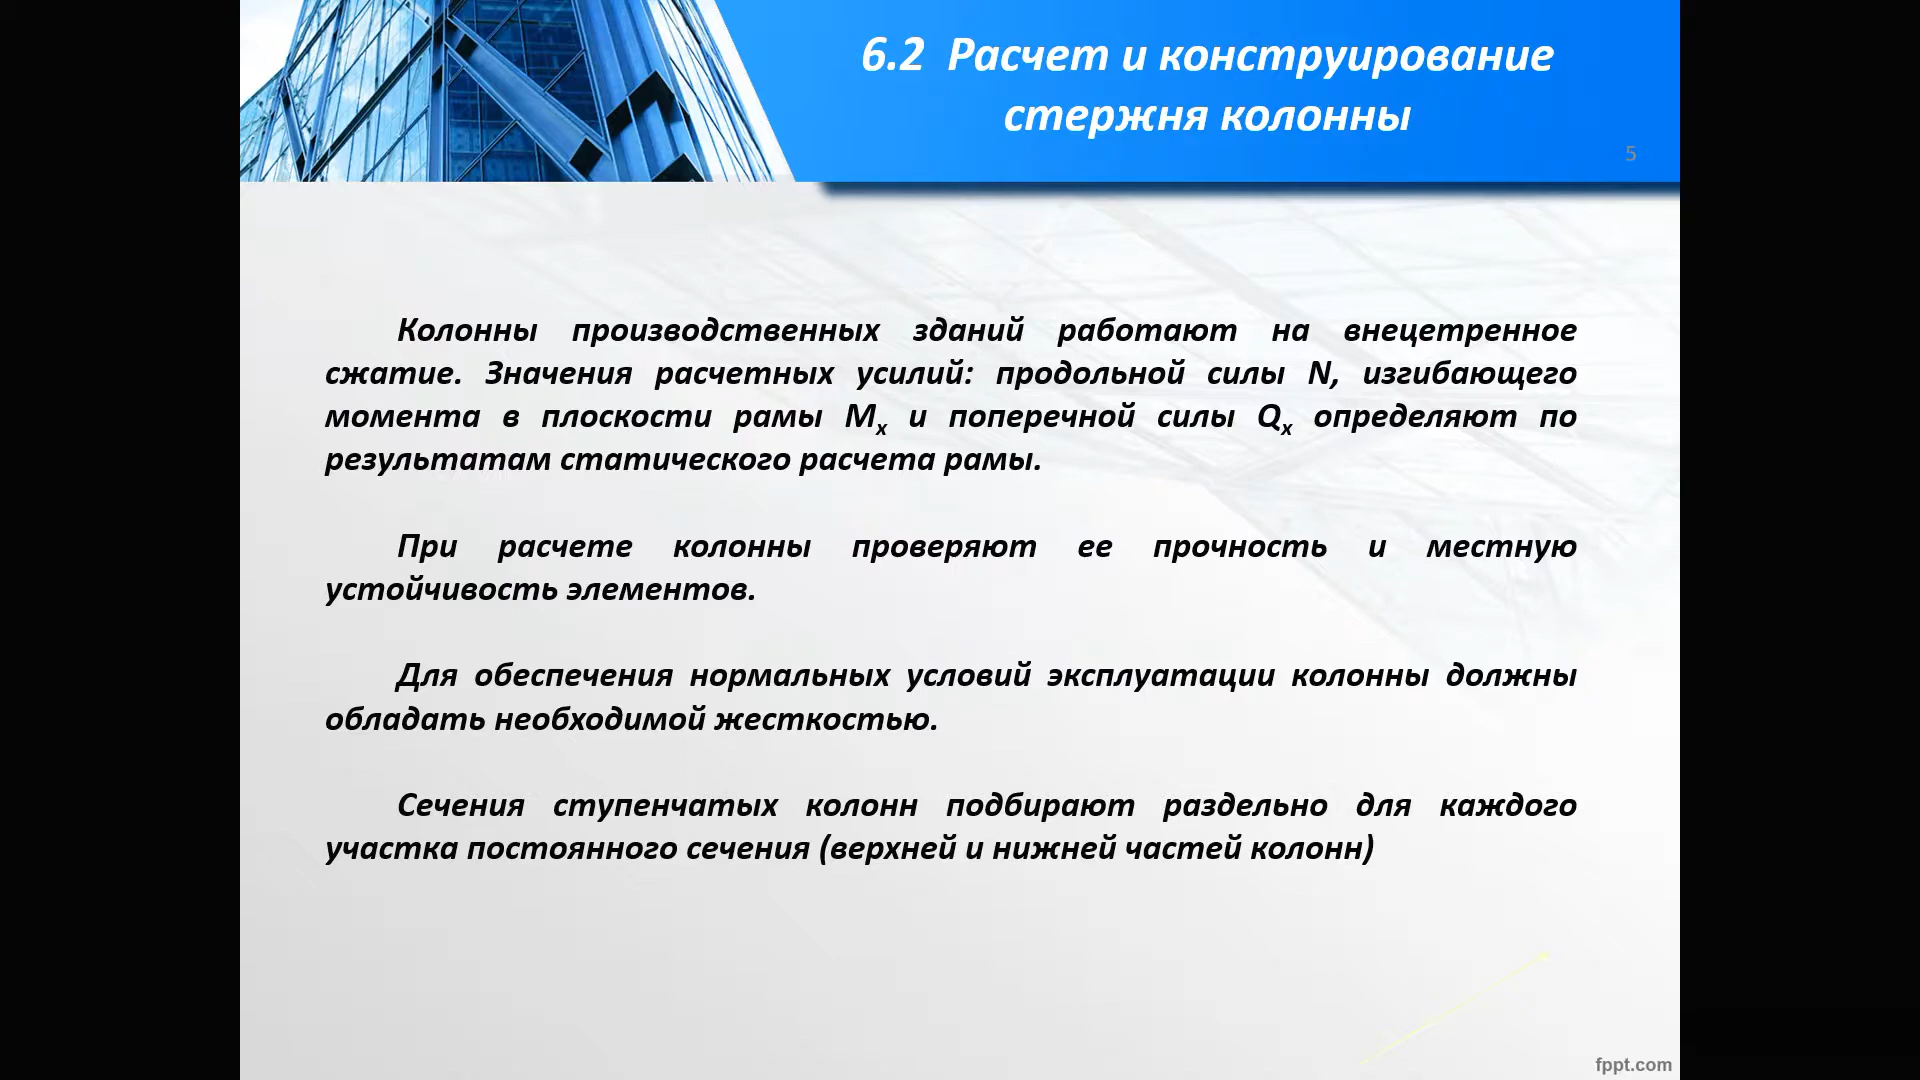 6.2 Расчет и конструирование
стержня колонны
5
Колонны производственных зданий работают на внецетренное
сжатие. Значения расчетных усилий: продольной силы N, изгибающего
момента в плоскости рамы Mx и поперечной силы Qx определяют по
результатам статического расчета рамы.
При расчете колонны проверяют ее прочность и местную
устойчивость элементов.
Для обеспечения нормальных условий эксплуатации колонны должны
обладать необходимой жесткостью.
Сечения ступенчатых колонн подбирают раздельно для каждого
участка постоянного сечения (верхней и нижней частей колонн)
fppt.com